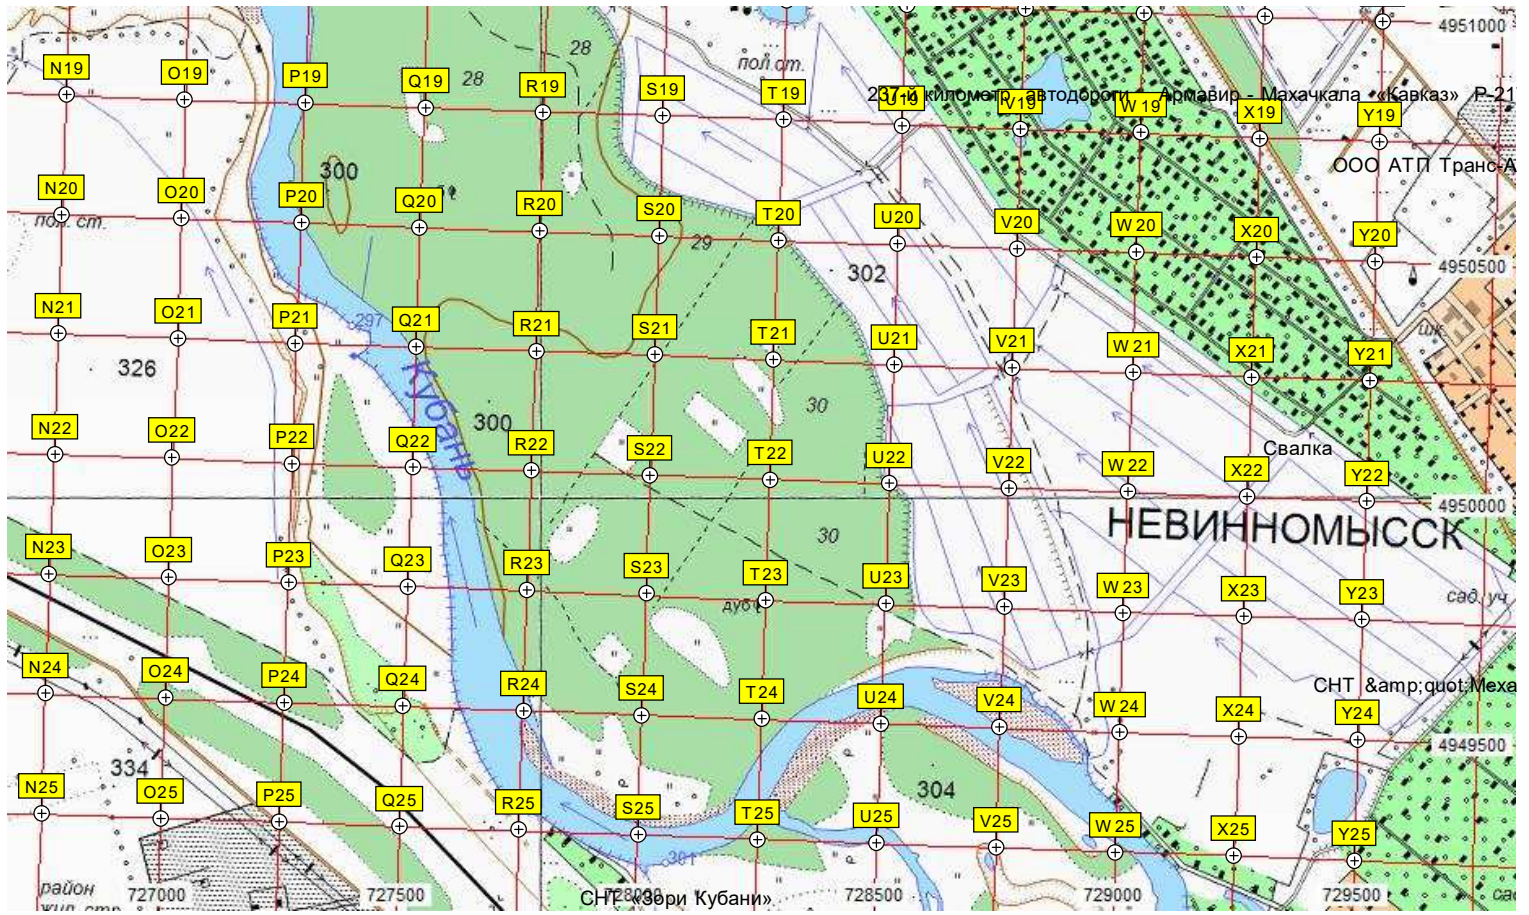 28
4951000
пол.ст.
N19 O19 P19 Q19 28 R19 S19 T19 U19 V19 W19 X19 Y19
237-й километр автодороги Армавир - Махачкала «Кавказ» Р-21
300
ООО АТП Транс-А
N20 O20 P20 Q20 R20 S20 T20 U20 V20 W20 X20 Y20
пол. ст.
29
302
4950500
N21 O21 P21 297 Q21 R21 S21 T21 U21 V21 W21 X21 Y21
шк.
326
Кубань
300
30
N22 O22 P22 Q22 R22 S22 T22 U22 V22 W22 X22 Y22
Свалка
4950000
НЕВИННОМЫССК
30
N23 O23 P23 Q23 R23 S23 T23 U23 V23 W23 X23 Y23
дуб
сад. уч.
N24 O24 P24 Q24 R24 S24 T24 U24 V24 W24 X24 Y24
СНТ &amp;quot;Меха
4949500
334
304
N25 O25 P25 Q25 R25 S25 T25 U25 V25 W25 X25 Y25
301
район
жил. стр.
727000 727500 728000 728500 729000 729500
СНТ «Зори Кубани»
сад